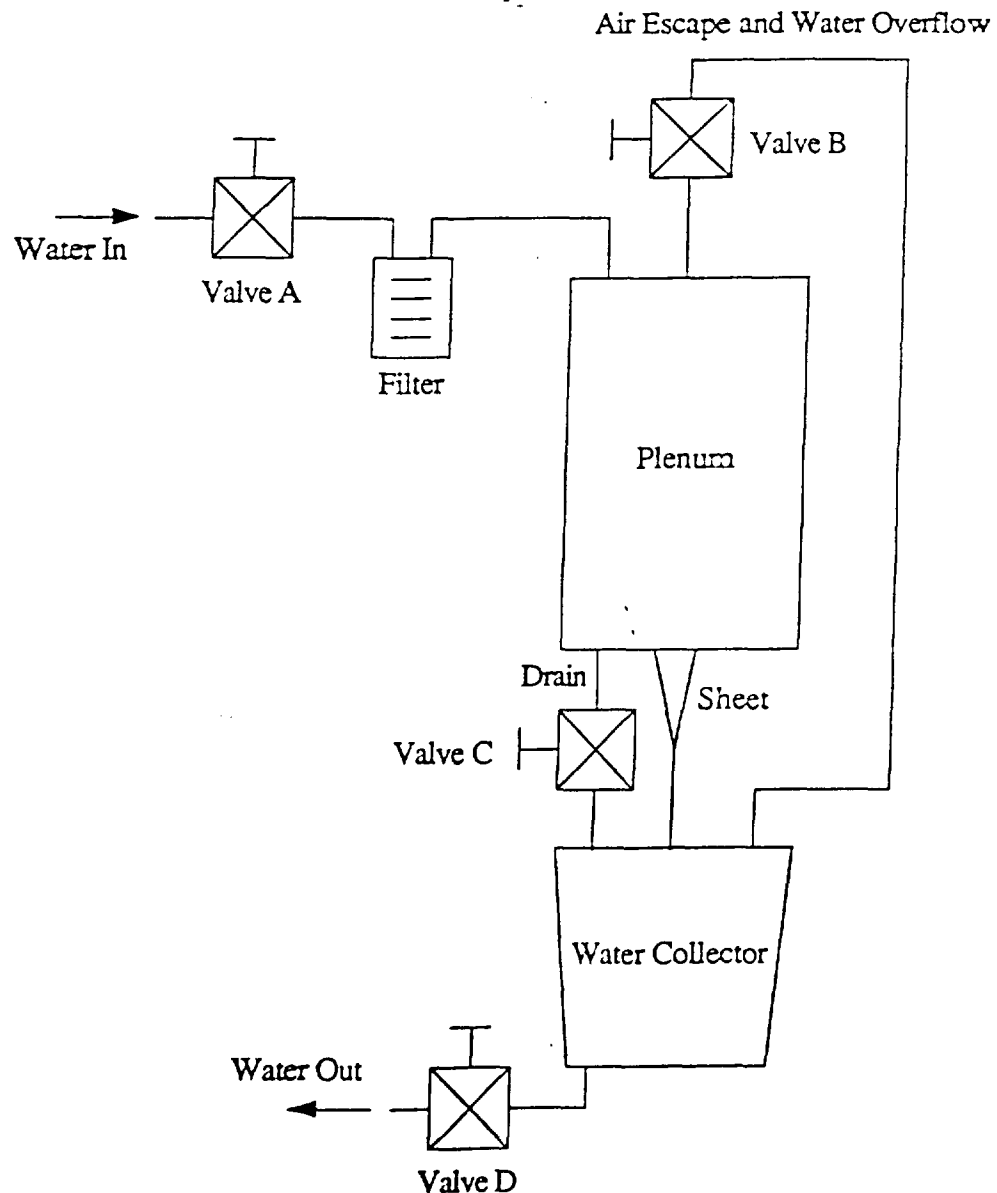 Air Escape and Water Overflow
Valve B
Water In
Valve A
Filter
Plenum
Drain
Sheet
Valve C
Water Collector
Water Out
Valve D